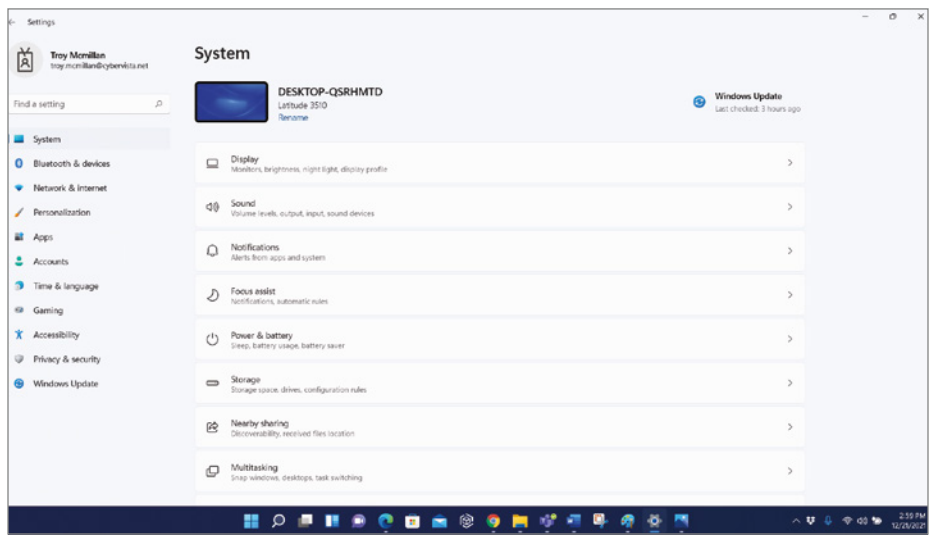 Settings
Troy Mcmillan
troy.mcmillan@cybervista.net
Find a setting
System
Bluetooth & devices
Network & internet
Personalization
Apps
Accounts
Time & language
Gaming
Accessibility
Privacy & security
Windows Update
System
DESKTOP-QSRHMTD
Latitude 3510
Rename
Windows Update
Last checked: 3 hours ago
Display
Monitors, brightness, night light, display profile
Sound
Volume levels, output, input, sound devices
Notifications
Alerts from apps and system
Focus assist
Notifications, automatic rules
Power & battery
Sleep, battery usage, battery saver
Storage
Storage space, drives, configuration rules
Nearby sharing
Discoverability, received files location
Multitasking
Snap windows, desktops, task switching
2:59 PM
12/21/2021